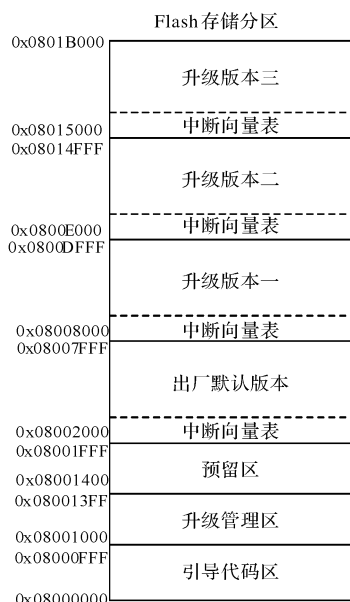 Flash存储分区
0x0801B000
升级版本三
0x08015000 中断向量表
0x08014FFF
升级版本二
0x0800E000 中断向量表
0x0800DFFF
升级版本一
0x08008000 中断向量表
0x08007FFF
出厂默认版本
0x08002000 中断向量表
0x08001FFF
预留区
0x08001400
0x080013FF
升级管理区
0x08001000
0x08000FFF
引导代码区
0x08000000